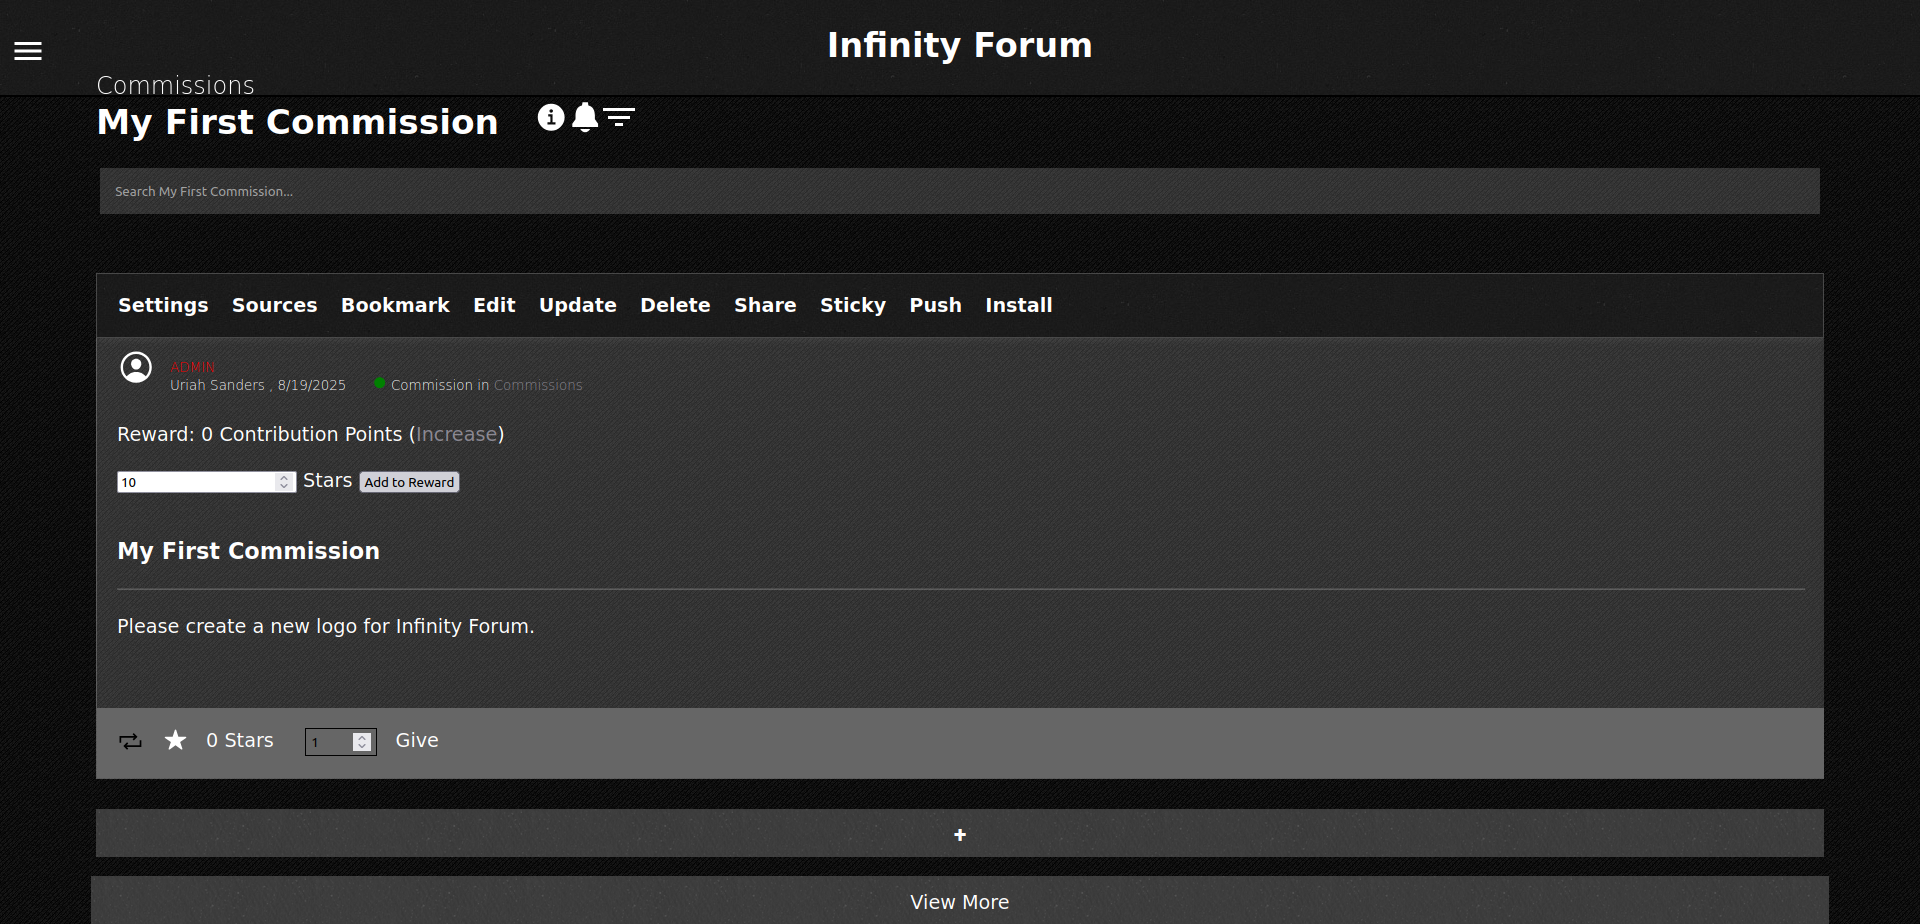 Infinity Forum
Commissions
My First Commission
Search My First Commission...
Settings Sources Bookmark Edit Update Delete Share Sticky Push Install
ADMIN
Uriah Sanders , 8/19/2025 Commission in Commissions
Reward: 0 Contribution Points (Increase)
10 Stars Add to Reward
My First Commission
Please create a new logo for Infinity Forum.
0 Stars 1 Give
+
View More